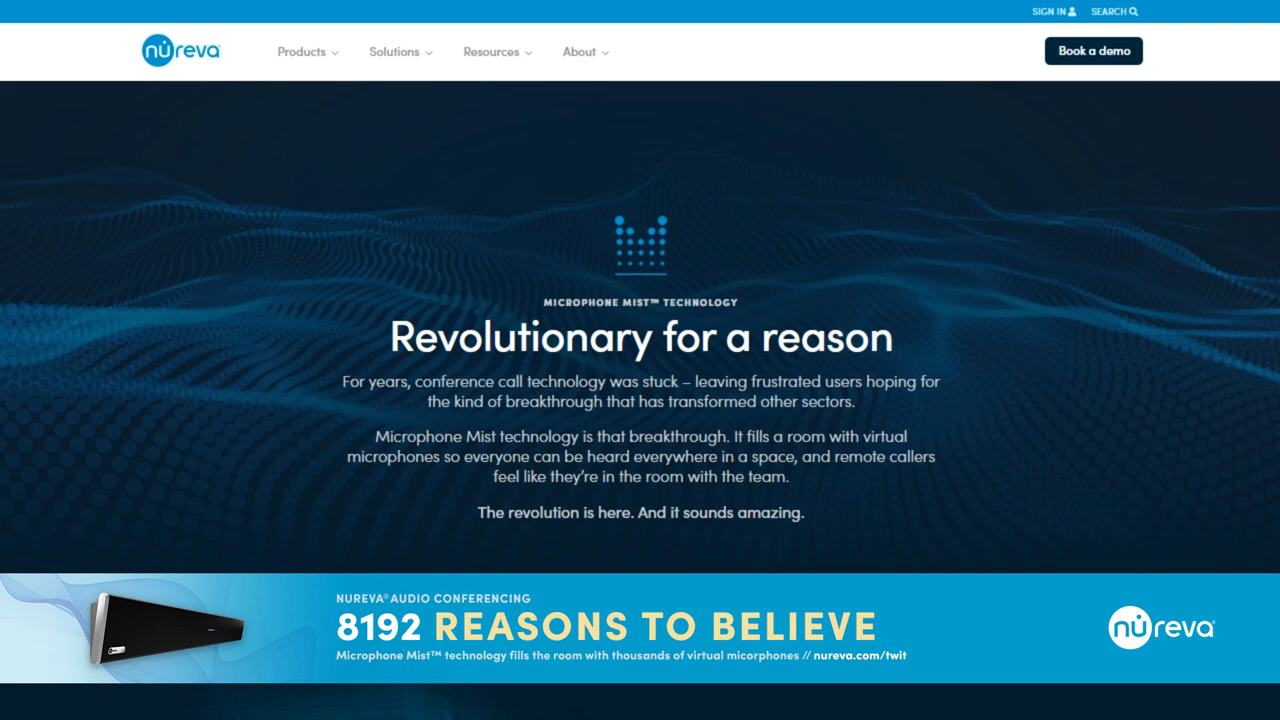 SIGN IN SEARCH
nureva Products Solutions Resources About Book a demo
MICROPHONE MIST™ TECHNOLOGY
Revolutionary for a reason
For years, conference call technology was stuck – leaving frustrated users hoping for
the kind of breakthrough that has transformed other sectors.
Microphone Mist technology is that breakthrough. It fills a room with virtual
microphones so everyone can be heard everywhere in a space, and remote callers
feel like they're in the room with the team.
The revolution is here. And it sounds amazing.
NUREVA® AUDIO CONFERENCING
8192 REASONS TO BELIEVE
Microphone Mist™ technology fills the room with thousands of virtual micorphones // nureva.com/twit
nureva®